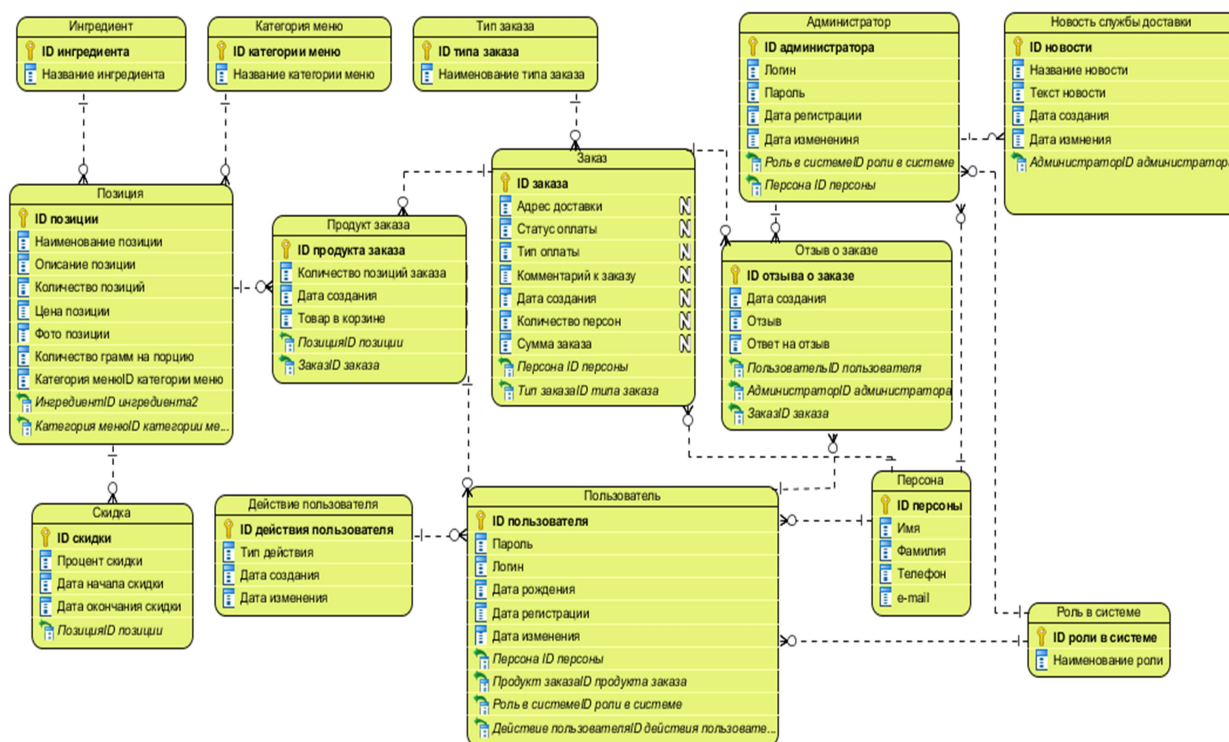 Ингредиент
ID ингредиента
Название ингредиента
Категория меню
ID категории меню
Название категории меню
Тип заказа
ID типа заказа
Наименование типа заказа
Администратор
ID администратора
Логин
Пароль
Дата регистрации
Дата изменениня
Роль в системеID роли в системе
Персона ID персоны
Новость службы доставки
ID новости
Название новости
Текст новости
Дата создания
Дата измнения
АдминистраторID администратора
Позиция
ID позиции
Наименование позиции
Описание позиции
Количество позиций
Цена позиции
Фото позиции
Количество грамм на порцию
Категория менюID категории меню
ИнгредиентID ингредиента2
Категория менюID категории ме...
Продукт заказа
ID продукта заказа
Количество позиций заказа
Дата создания
Товар в корзине
ПозицияID позиции
ЗаказID заказа
Заказ
ID заказа
Адрес доставки N
Статус оплаты N
Тип оплаты N
Комментарий к заказу N
Дата создания N
Количество персон N
Сумма заказа N
Персона ID персоны
Тип заказаID типа заказа
Отзыв о заказе
ID отзыва о заказе
Дата создания
Отзыв
Ответ на отзыв
ПользовательID пользователя
АдминистраторID администратора
ЗаказID заказа
Скидка
ID скидки
Процент скидки
Дата начала скидки
Дата окончания скидки
ПозицияID позиции
Действие пользователя
ID действия пользователя
Тип действия
Дата создания
Дата изменения
Пользователь
ID пользователя
Пароль
Логин
Дата рождения
Дата регистрации
Дата изменения
Персона ID персоны
Продукт заказаID продукта заказа
Роль в системеID роли в системе
Действие пользователяID действия пользовате...
Персона
ID персоны
Имя
Фамилия
Телефон
e-mail
Роль в системе
ID роли в системе
Наименование роли